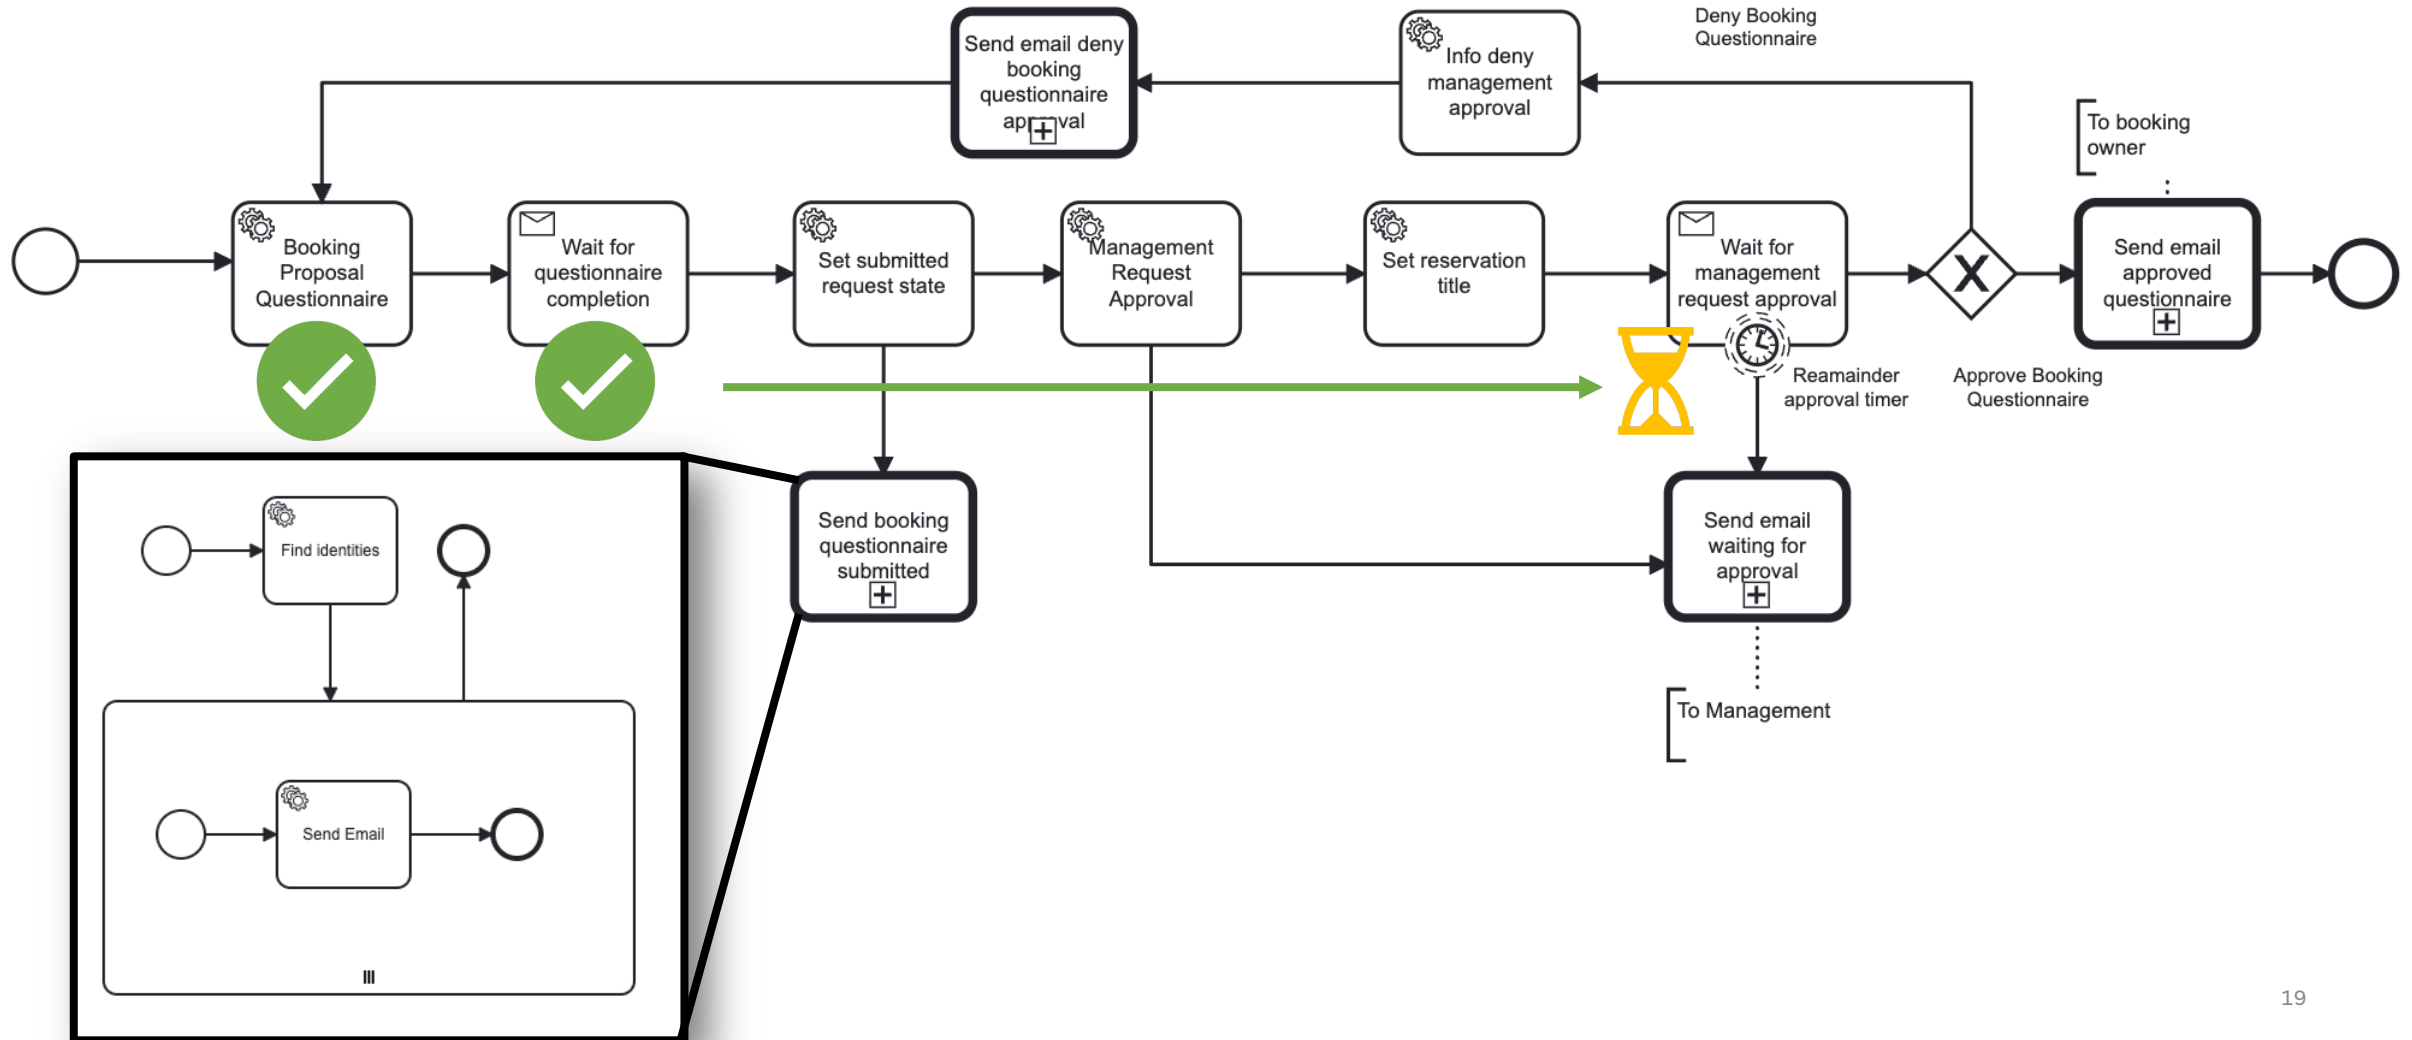 Send email deny
booking
questionnaire
approval
Info deny
management
approval
Deny Booking
Questionnaire
To booking
owner
Booking
Proposal
Questionnaire
Wait for
questionnaire
completion
Set submitted
request state
Management
Request
Approval
Set reservation
title
Wait for
management
request approval
X
Send email
approved
questionnaire
Reamainder
approval timer
Approve Booking
Questionnaire
Find identities
Send booking
questionnaire
submitted
Send email
waiting for
approval
To Management
Send Email
19